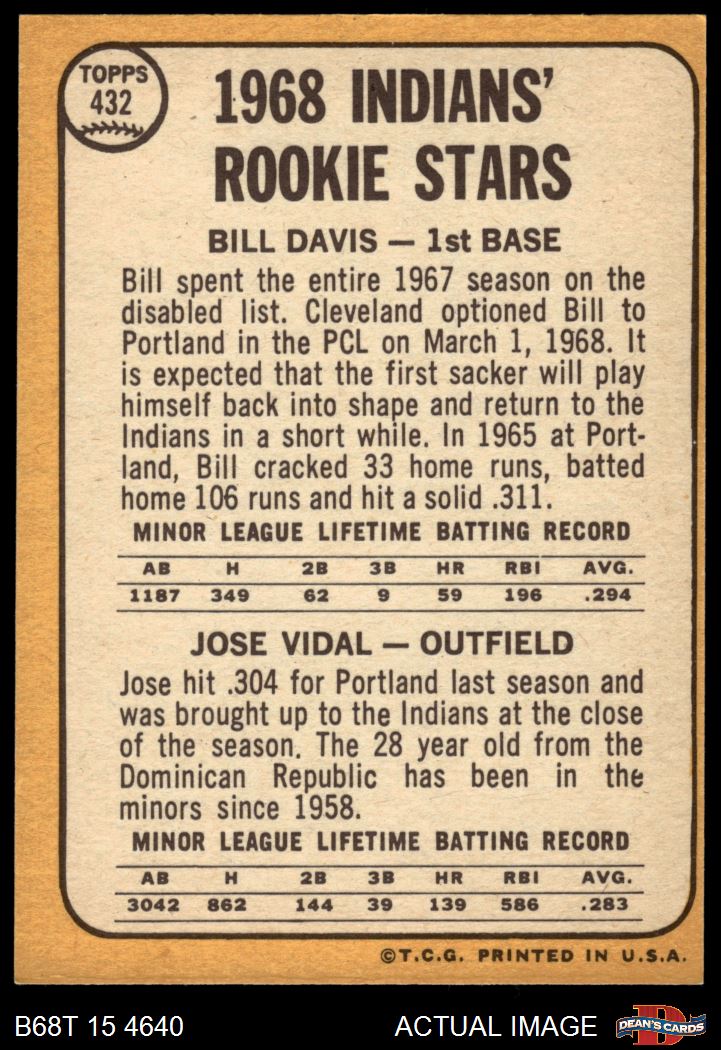 TOPPS
432
1968 INDIANS'
ROOKIE STARS
BILL DAVIS — 1st BASE
Bill spent the entire 1967 season on the
disabled list. Cleveland optioned Bill to
Portland in the PCL on March 1, 1968. It
is expected that the first sacker will play
himself back into shape and return to the
Indians in a short while. In 1965 at Port-
land, Bill cracked 33 home runs, batted
home 106 runs and hit a solid .311.
MINOR LEAGUE LIFETIME BATTING RECORD
AB H 2B 3B HR RBI AVG.
1187 349 62 9 59 196 .294
JOSE VIDAL — OUTFIELD
Jose hit .304 for Portland last season and
was brought up to the Indians at the close
of the season. The 28 year old from the
Dominican Republic has been in the
minors since 1958.
MINOR LEAGUE LIFETIME BATTING RECORD
AB H 2B 3B HR RBI AVG.
3042 862 144 39 139 586 .283
©T.C.G. PRINTED IN U.S.A.
B68T 15 4640 ACTUAL IMAGE
D
DEAN'S CARDS